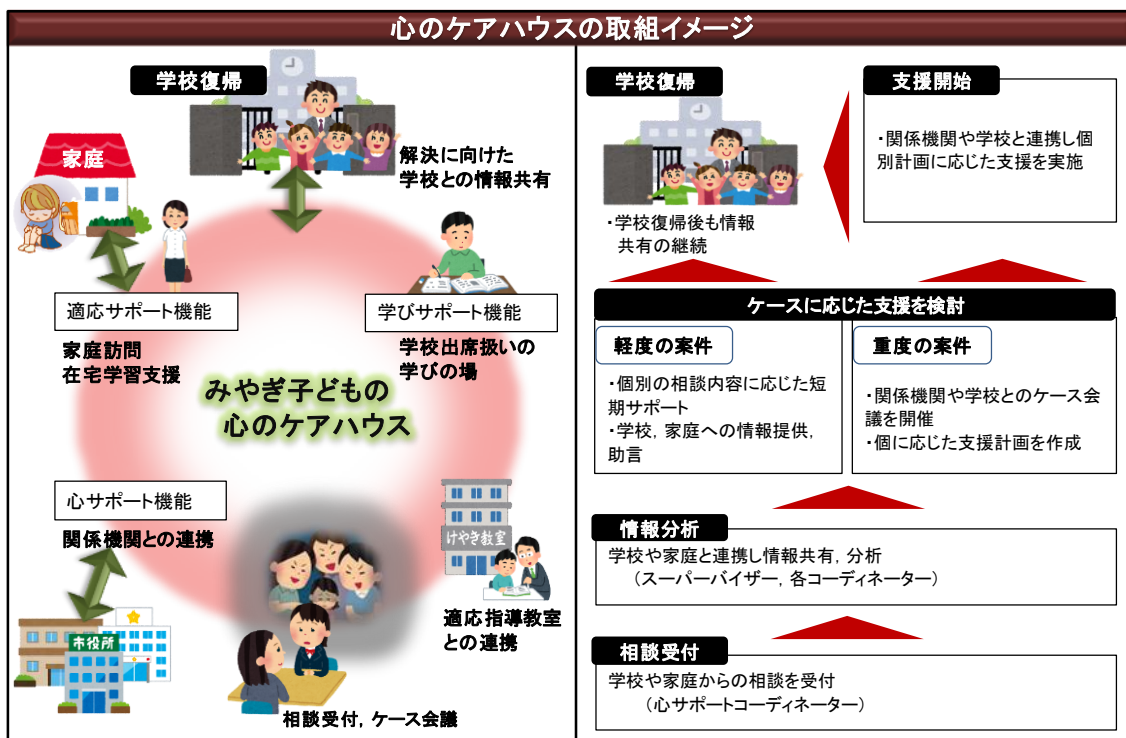 心のケアハウスの取組イメージ
学校復帰
家庭
解決に向けた
学校との情報共有
適応サポート機能
家庭訪問
在宅学習支援
学びサポート機能
学校出席扱いの
学びの場
みやぎ子どもの
心のケアハウス
心サポート機能
関係機関との連携
市役所
けやき教室
適応指導教室
との連携
相談受付，ケース会議
学校復帰
・学校復帰後も情報
共有の継続
支援開始
・関係機関や学校と連携し個
別計画に応じた支援を実施
ケースに応じた支援を検討
軽度の案件
・個別の相談内容に応じた短
期サポート
・学校，家庭への情報提供，
助言
重度の案件
・関係機関や学校とのケース会
議を開催
・個に応じた支援計画を作成
情報分析
学校や家庭と連携し情報共有，分析
（スーパーバイザー，各コーディネーター）
相談受付
学校や家庭からの相談を受付
（心サポートコーディネーター）